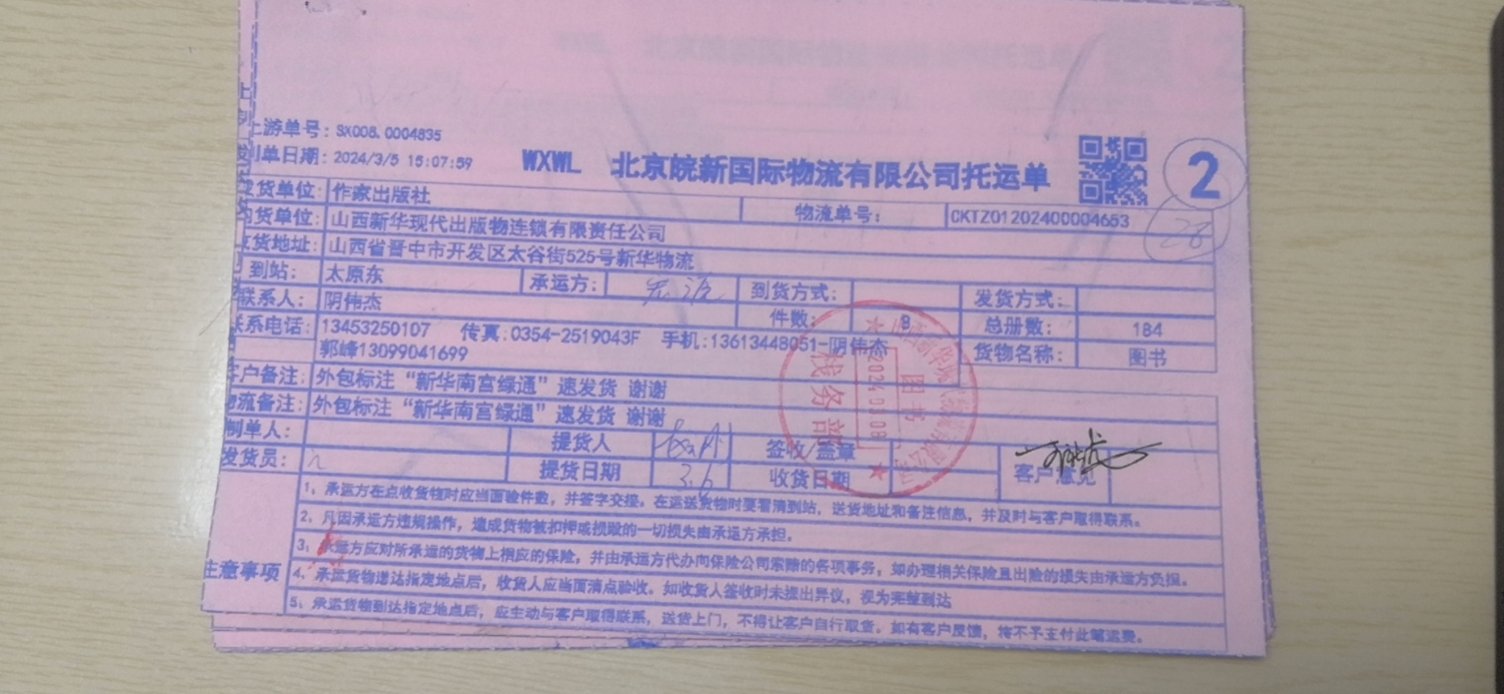 上游单号: SX008.0004835
制单日期: 2024/3/5 15:07:59
WXWL 北京皖新国际物流有限公司托运单 2
发货单位: 作家出版社 物流单号: CKTZ01202400004653
购货单位: 山西新华现代出版物连锁有限责任公司 28
收货地址: 山西省晋中市开发区太谷街525号新华物流
到站: 太原东 承运方: 到货方式: 发货方式:
联系人: 阴伟杰 件数: 8 总册数: 184
联系电话: 13453250107 传真:0354-2519043F 手机:13613448051-阴伟杰 货物名称: 图书
郭峰13099041699
客户备注: 外包标注“新华南宫绿通”速发货 谢谢
物流备注: 外包标注“新华南宫绿通”速发货 谢谢
制单人: 提货人 签收/盖章 客户意见
发货员: 提货日期 3.6 收货日期
图书
20240308
栈务部
注意事项
1、承运方在点收货物时应当面验件数，并签字交接。在运送货物时要看清到站、送货地址和备注信息，并及时与客户取得联系。
2、凡因承运方违规操作，造成货物被扣押或损毁的一切损失由承运方承担。
3、承运方应对所承运的货物上相应的保险，并由承运方代办向保险公司索赔的各项事务，如办理相关保险且出险的损失由承运方负担。
4、承运货物送达指定地点后，收货人应当面清点验收。如收货人签收时未提出异议，视为完整到达
5、承运货物到达指定地点后，应主动与客户取得联系，送货上门，不得让客户自行取货。如有客户反馈，将不予支付此笔运费。